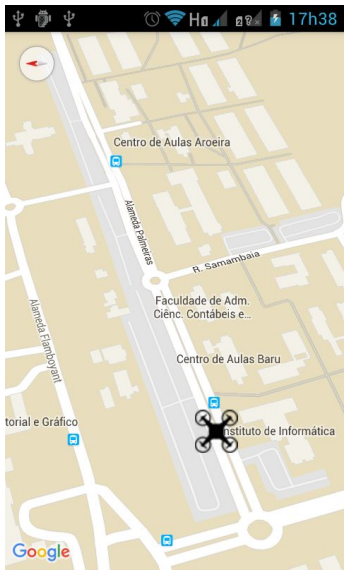 17h38
Centro de Aulas Aroeira
Alameda Palmeiras
R. Samambaia
Faculdade de Adm.
Ciênc. Contábeis e...
Alameda Flamboyant
Centro de Aulas Baru
torial e Gráfico
nstituto de Informática
Google